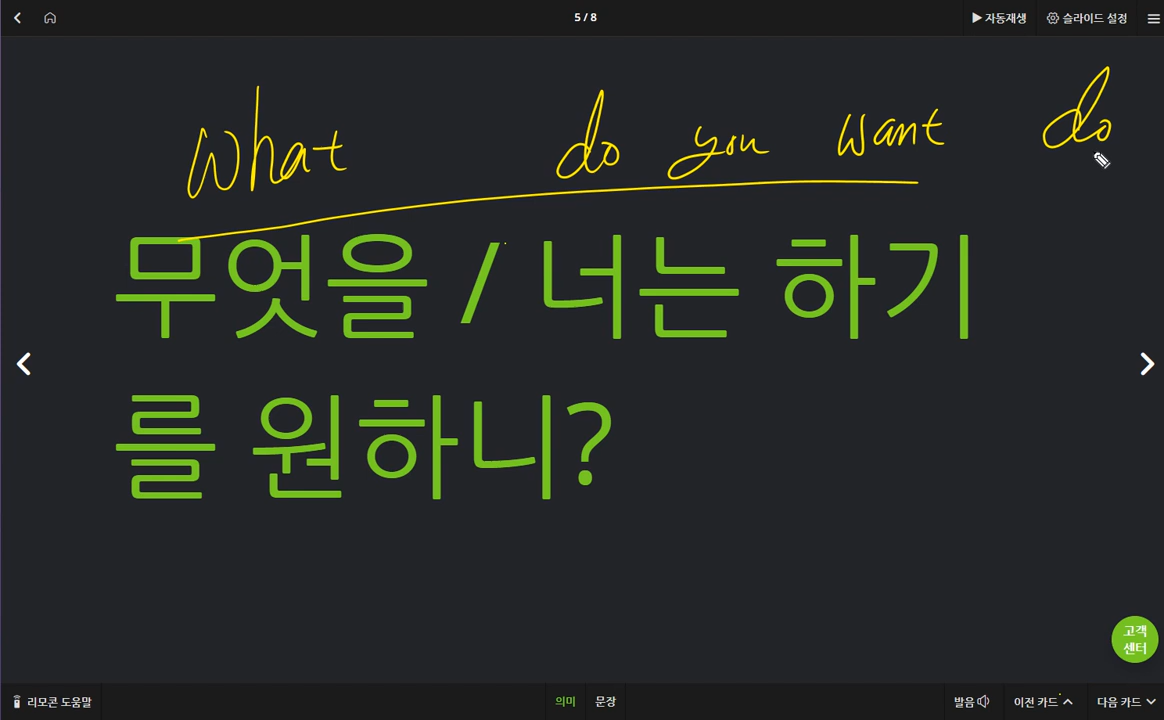 5 / 8
자동재생
슬라이드 설정
What do you want do
무엇을 / 너는 하기
를 원하니?
고객
센터
리모콘 도움말
의미
문장
발음
이전 카드
다음 카드